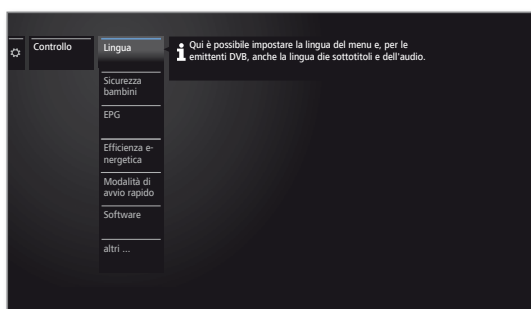 Controllo
Lingua
Qui è possibile impostare la lingua del menu e, per le
emittenti DVB, anche la lingua die sottotitoli e dell'audio.
Sicurezza
bambini
EPG
Efficienza e-
nergetica
Modalità di
avvio rapido
Software
altri ...